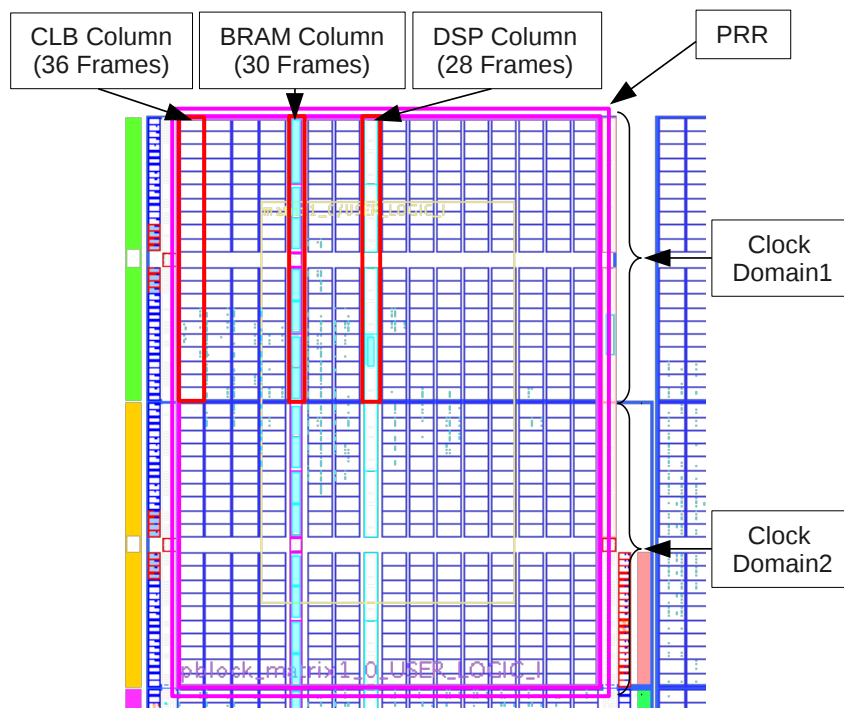 CLB Column
(36 Frames)
BRAM Column
(30 Frames)
DSP Column
(28 Frames)
PRR
Clock
Domain1
Clock
Domain2
pblock_matrix1_0_USER_LOGIC_I